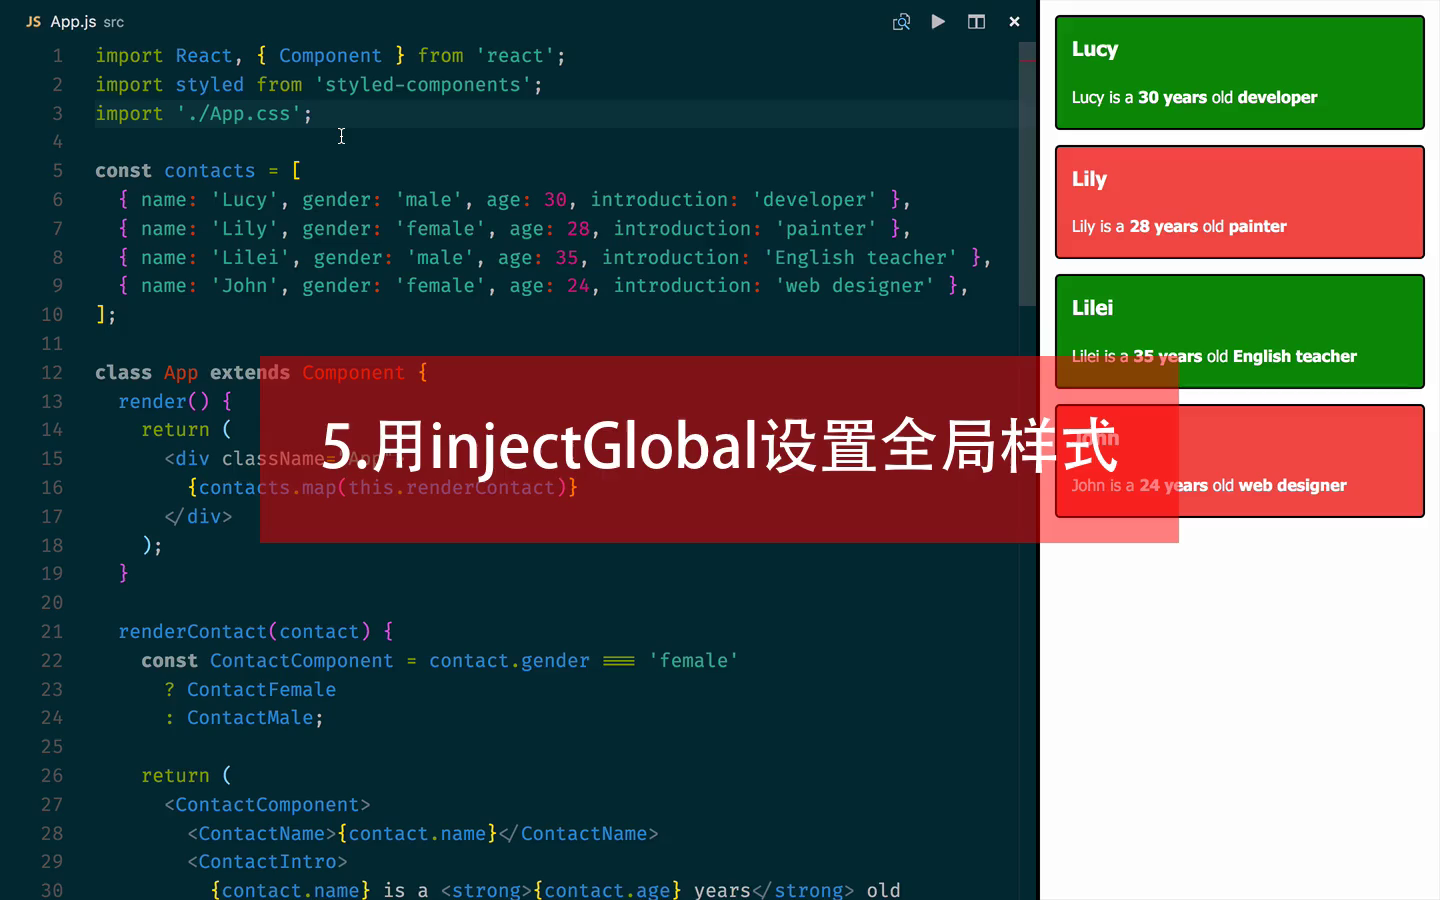 JS App.js src
1 import React, { Component } from 'react';
2 import styled from 'styled-components';
3 import './App.css';
4
5 const contacts = [
6 { name: 'Lucy', gender: 'male', age: 30, introduction: 'developer' },
7 { name: 'Lily', gender: 'female', age: 28, introduction: 'painter' },
8 { name: 'Lilei', gender: 'male', age: 35, introduction: 'English teacher' },
9 { name: 'John', gender: 'female', age: 24, introduction: 'web designer' },
10 ];
11
12 class App extends Component {
13 render() {
14 return (
15 <div className="App">
16 {contacts.map(this.renderContact)}
17 </div>
18 );
19 }
20
21 renderContact(contact) {
22 const ContactComponent = contact.gender === 'female'
23 ? ContactFemale
24 : ContactMale;
25
26 return (
27 <ContactComponent>
28 <ContactName>{contact.name}</ContactName>
29 <ContactIntro>
30 {contact.name} is a <strong>{contact.age} years</strong> old
5.用injectGlobal设置全局样式
Lucy
Lucy is a 30 years old developer
Lily
Lily is a 28 years old painter
Lilei
Lilei is a 35 years old English teacher
John
John is a 24 years old web designer